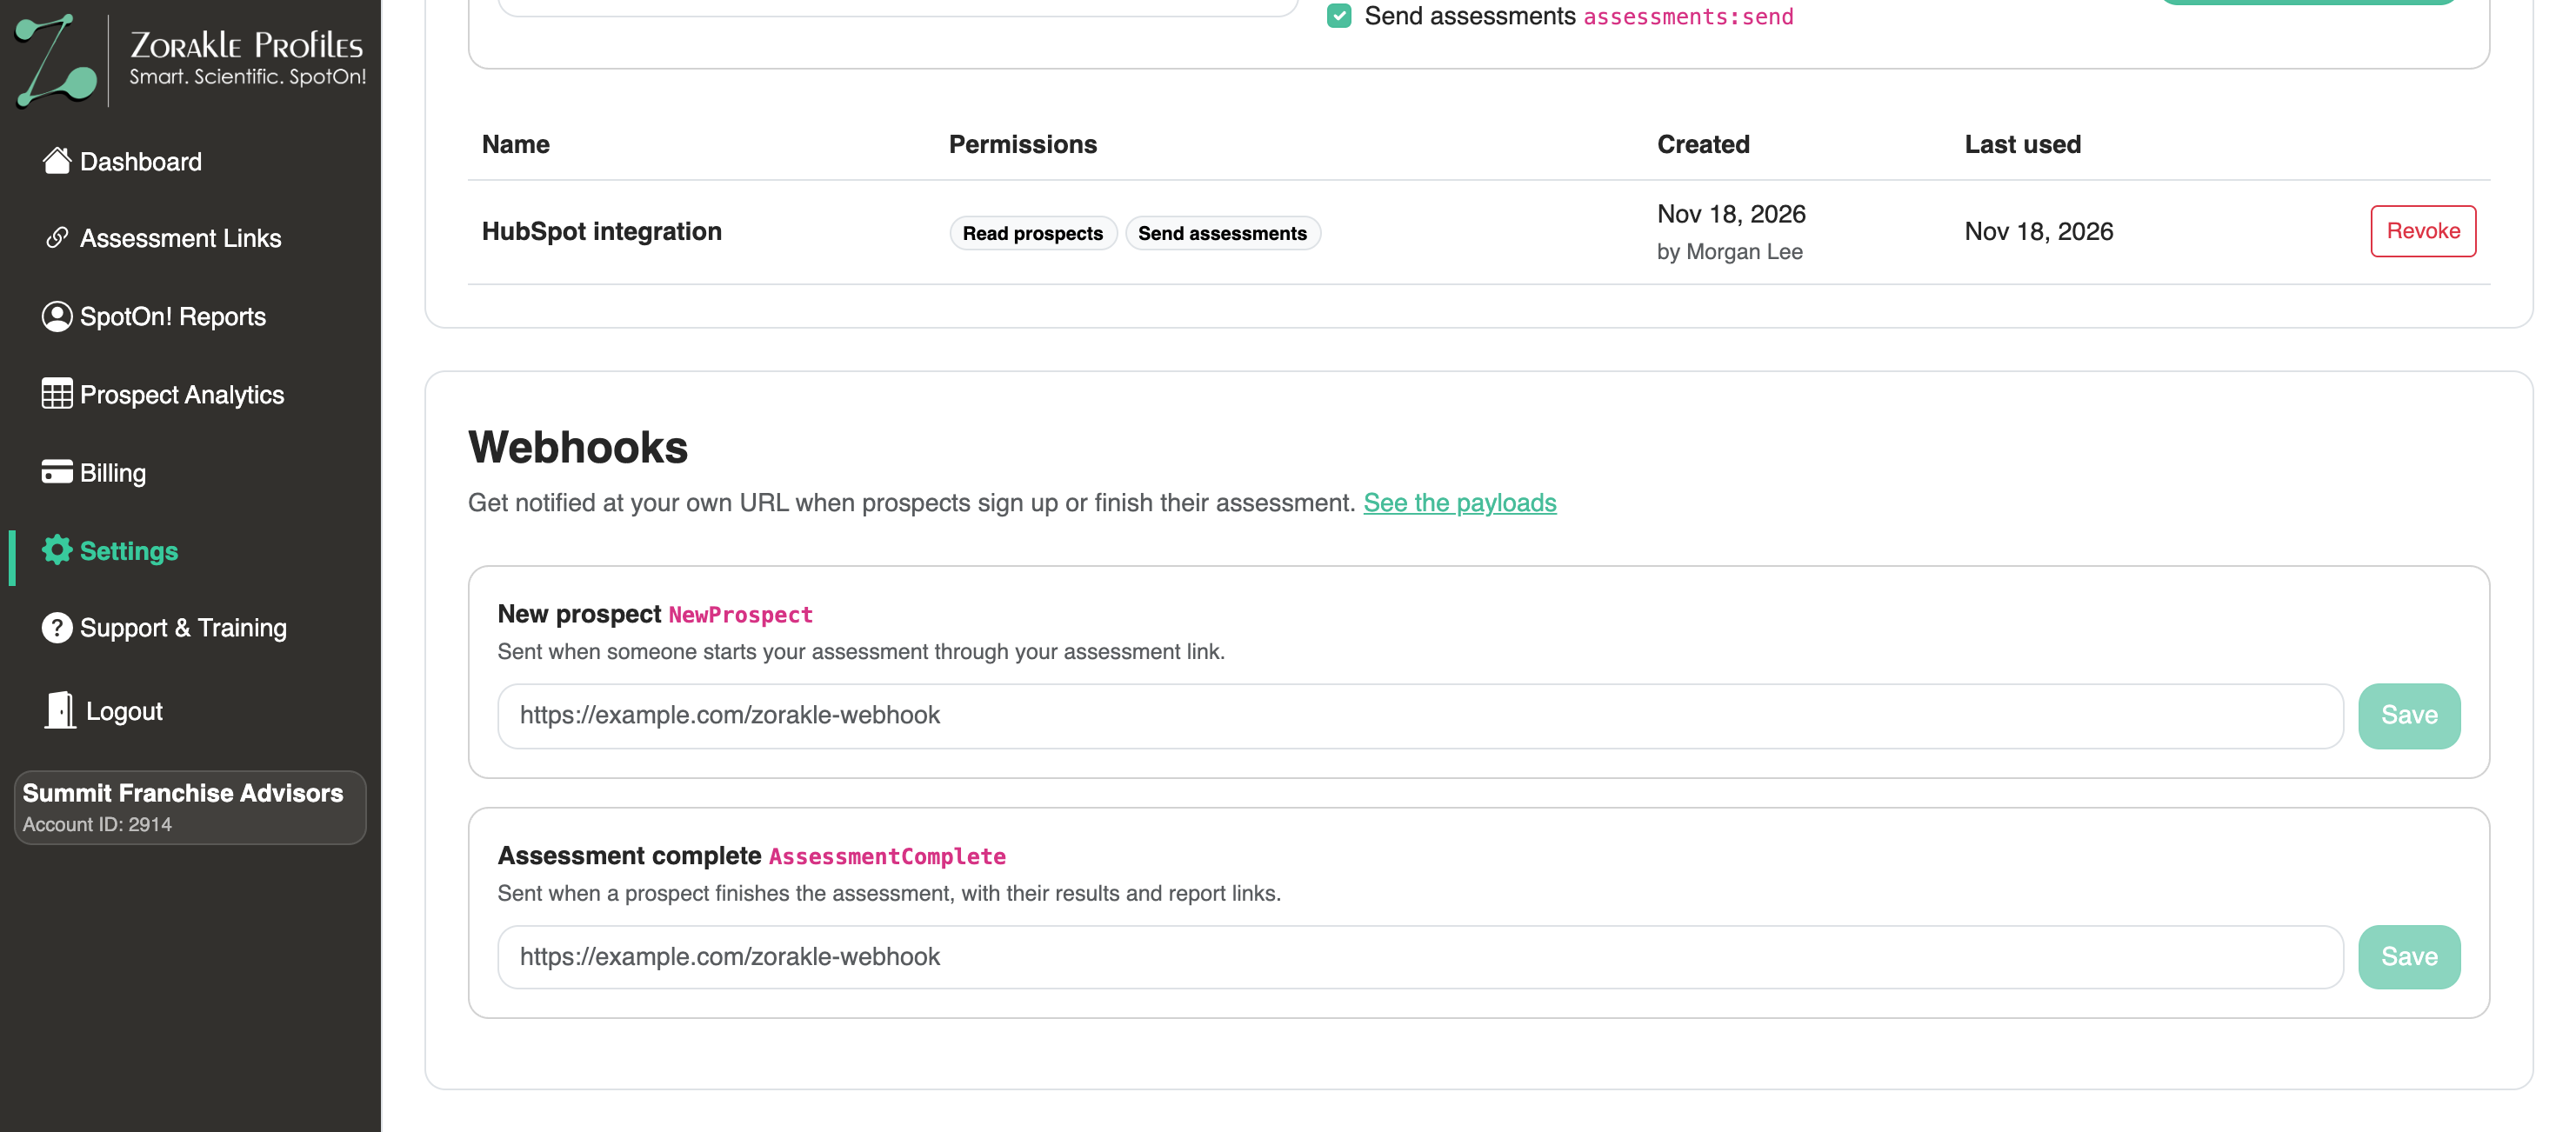 Zorakle Profiles
Smart. Scientific. SpotOn!
Dashboard
Assessment Links
SpotOn! Reports
Prospect Analytics
Billing
Settings
Support & Training
Logout
Summit Franchise Advisors
Account ID: 2914
Send assessments assessments:send
Name Permissions Created Last used
HubSpot integration Read prospects Send assessments Nov 18, 2026 by Morgan Lee Nov 18, 2026 Revoke
Webhooks
Get notified at your own URL when prospects sign up or finish their assessment. See the payloads
New prospect NewProspect
Sent when someone starts your assessment through your assessment link.
https://example.com/zorakle-webhook Save
Assessment complete AssessmentComplete
Sent when a prospect finishes the assessment, with their results and report links.
https://example.com/zorakle-webhook Save